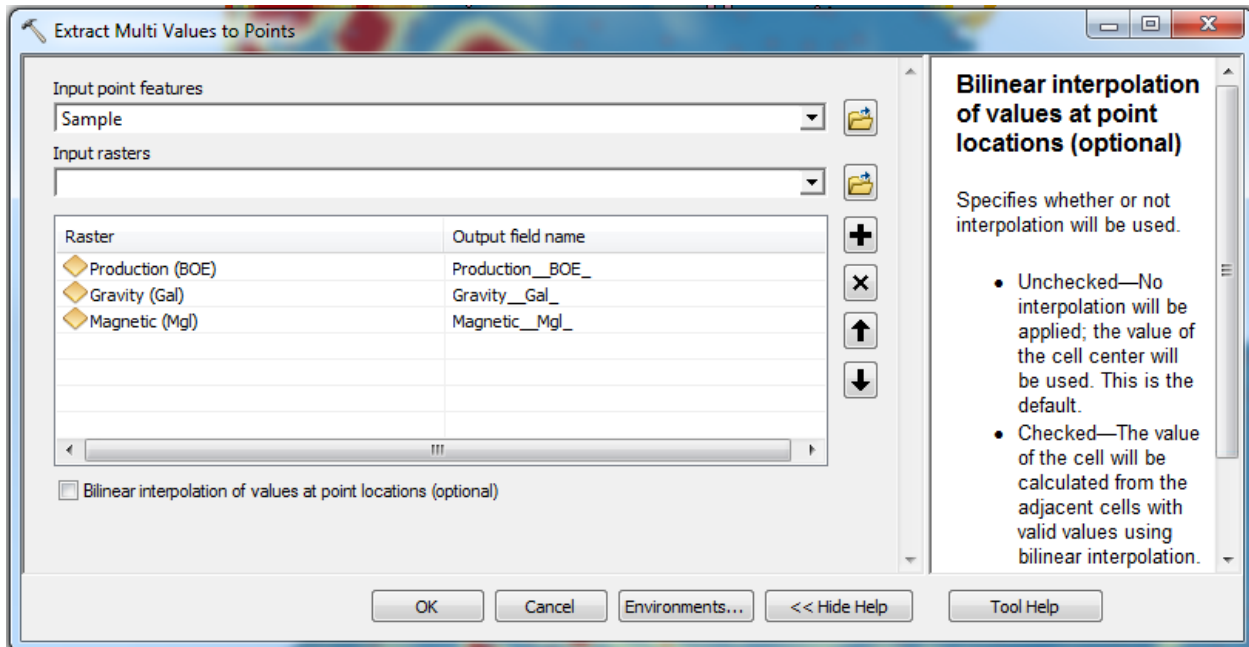 Extract Multi Values to Points
Input point features
Sample
Input rasters
Raster Output field name
Production (BOE) Production__BOE_
Gravity (Gal) Gravity__Gal_
Magnetic (Mgl) Magnetic__Mgl_
Bilinear interpolation of values at point locations (optional)
OK Cancel Environments... << Hide Help Tool Help
Bilinear interpolation
of values at point
locations (optional)
Specifies whether or not
interpolation will be used.
• Unchecked—No
interpolation will be
applied; the value of
the cell center will
be used. This is the
default.
• Checked—The value
of the cell will be
calculated from the
adjacent cells with
valid values using
bilinear interpolation.